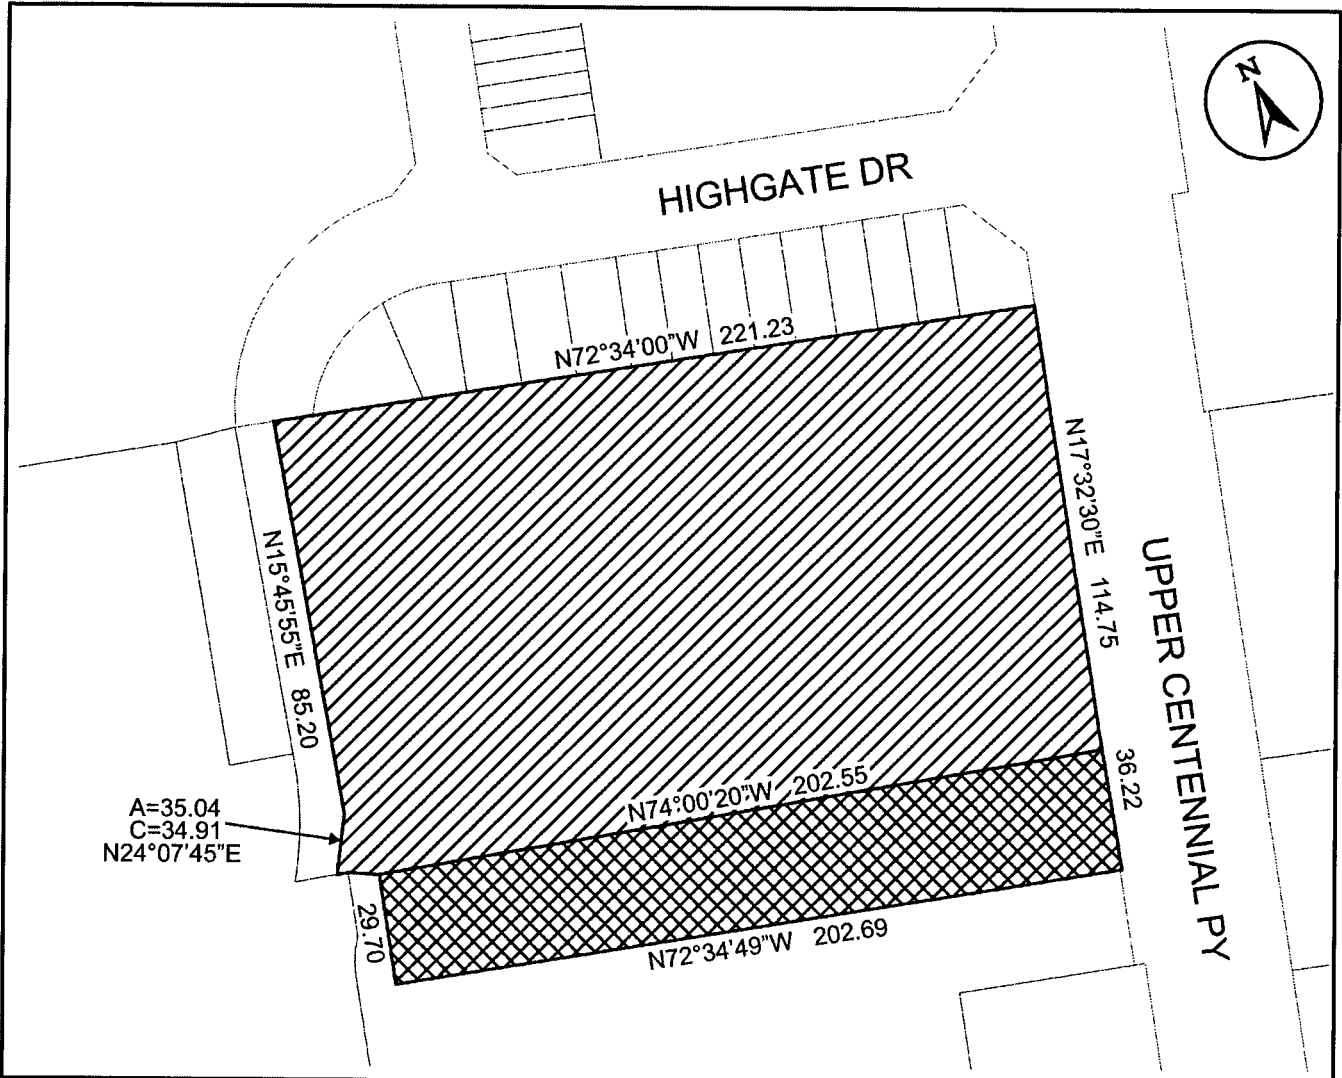 N
HIGHGATE DR
N72°34'00"W 221.23
N17°32'30"E 114.75
UPPER CENTENNIAL PY
N15°45'55"E 85.20
36.22
N74°00'20"W 202.55
A=35.04
C=34.91
N24°07'45"E
29.70
N72°34'49"W 202.69